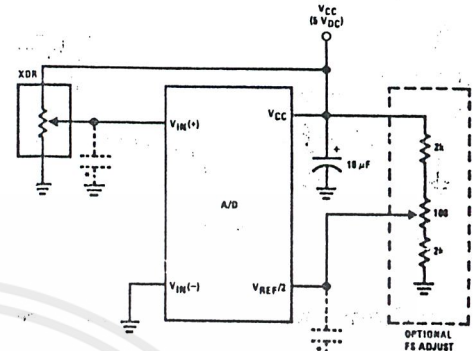 VCC
(5 VDC)
XDR
VIN(+)
VCC
2k
+
10 µF
100
A/D
2k
VIN(-)
VREF/2
OPTIONAL
FS ADJUST